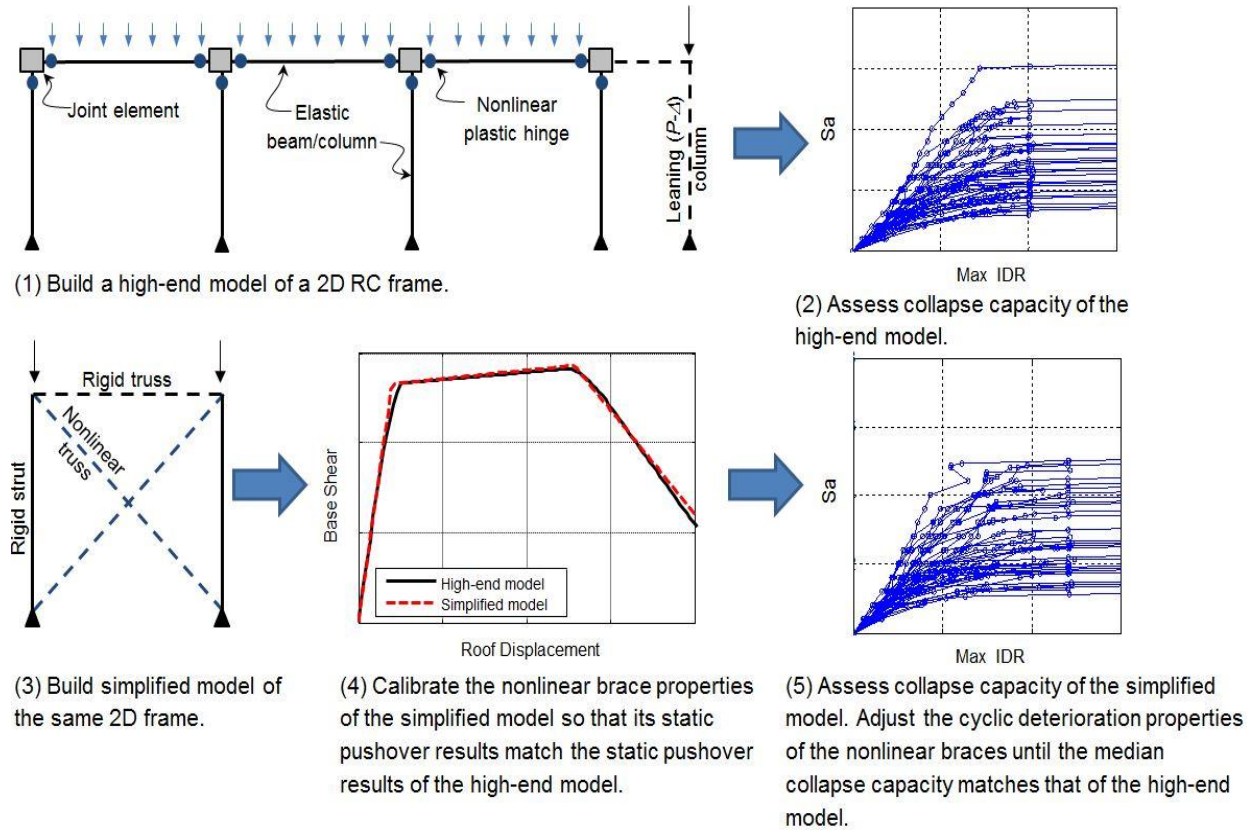 Joint element
Elastic
beam/column
Nonlinear
plastic hinge
Leaning (P-Δ)
column
(1) Build a high-end model of a 2D RC frame.
Sa
Max IDR
(2) Assess collapse capacity of the
high-end model.
Rigid truss
Nonlinear
truss
Rigid strut
(3) Build simplified model of
the same 2D frame.
Base Shear
High-end model
Simplified model
Roof Displacement
(4) Calibrate the nonlinear brace properties
of the simplified model so that its static
pushover results match the static pushover
results of the high-end model.
Sa
Max IDR
(5) Assess collapse capacity of the simplified
model. Adjust the cyclic deterioration properties
of the nonlinear braces until the median
collapse capacity matches that of the high-end
model.